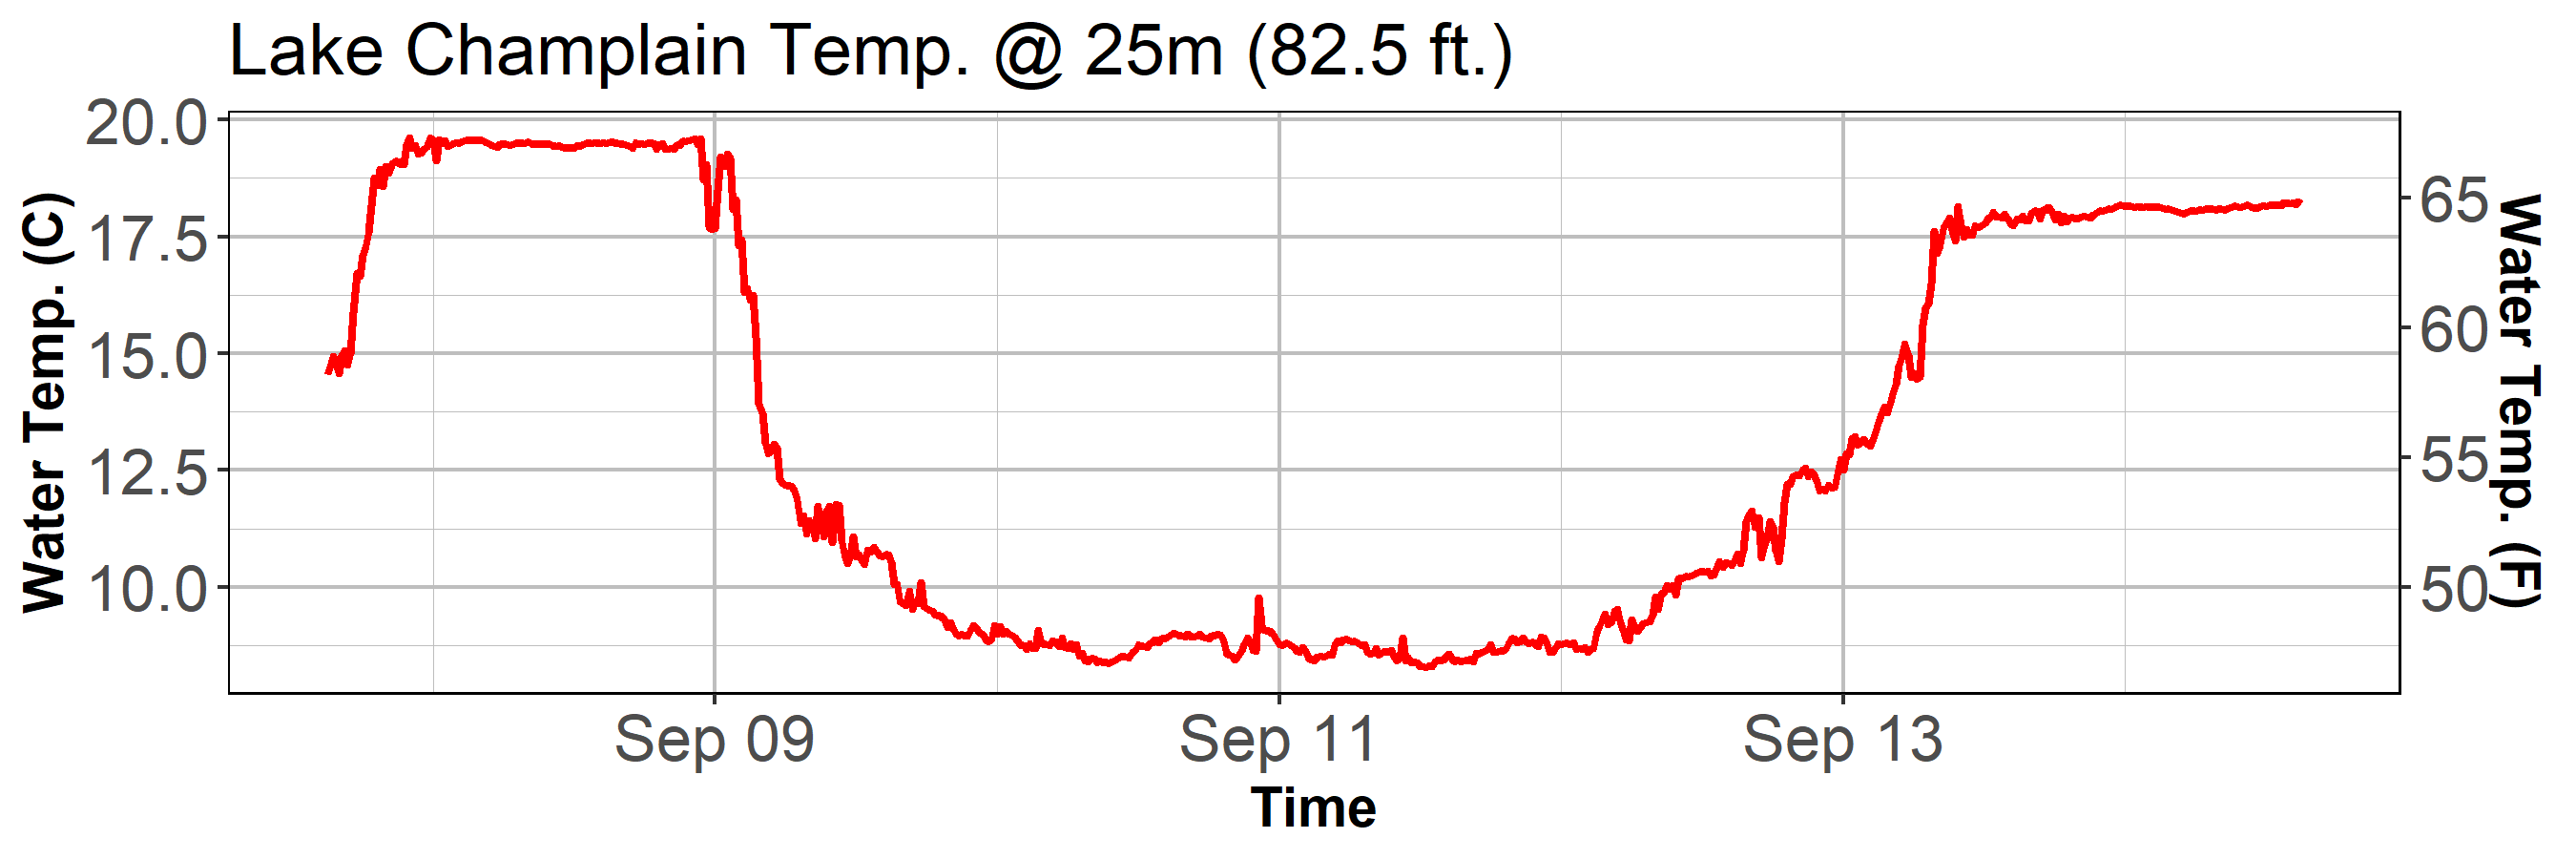 Lake Champlain Temp. @ 25m (82.5 ft.)
Water Temp. (C)
20.0
17.5
15.0
12.5
10.0
65
60
55
50
Water Temp. (F)
Sep 09 Sep 11 Sep 13
Time